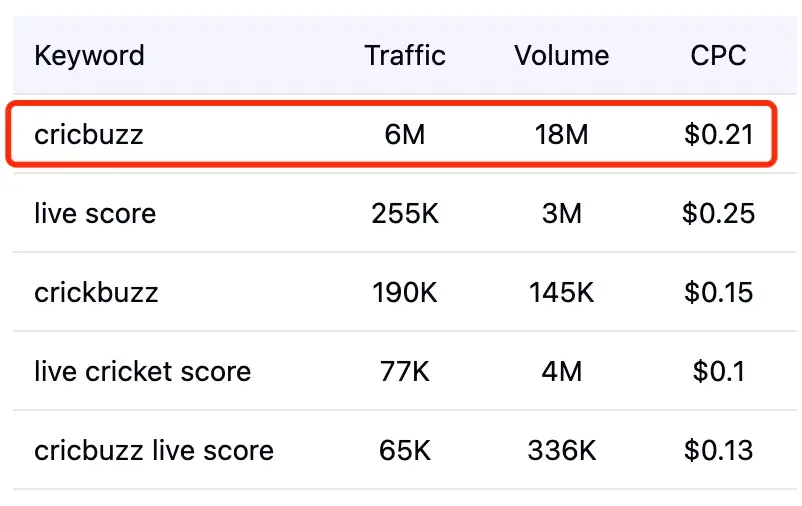 Keyword Traffic Volume CPC
cricbuzz 6M 18M $0.21
live score 255K 3M $0.25
crickbuzz 190K 145K $0.15
live cricket score 77K 4M $0.1
cricbuzz live score 65K 336K $0.13